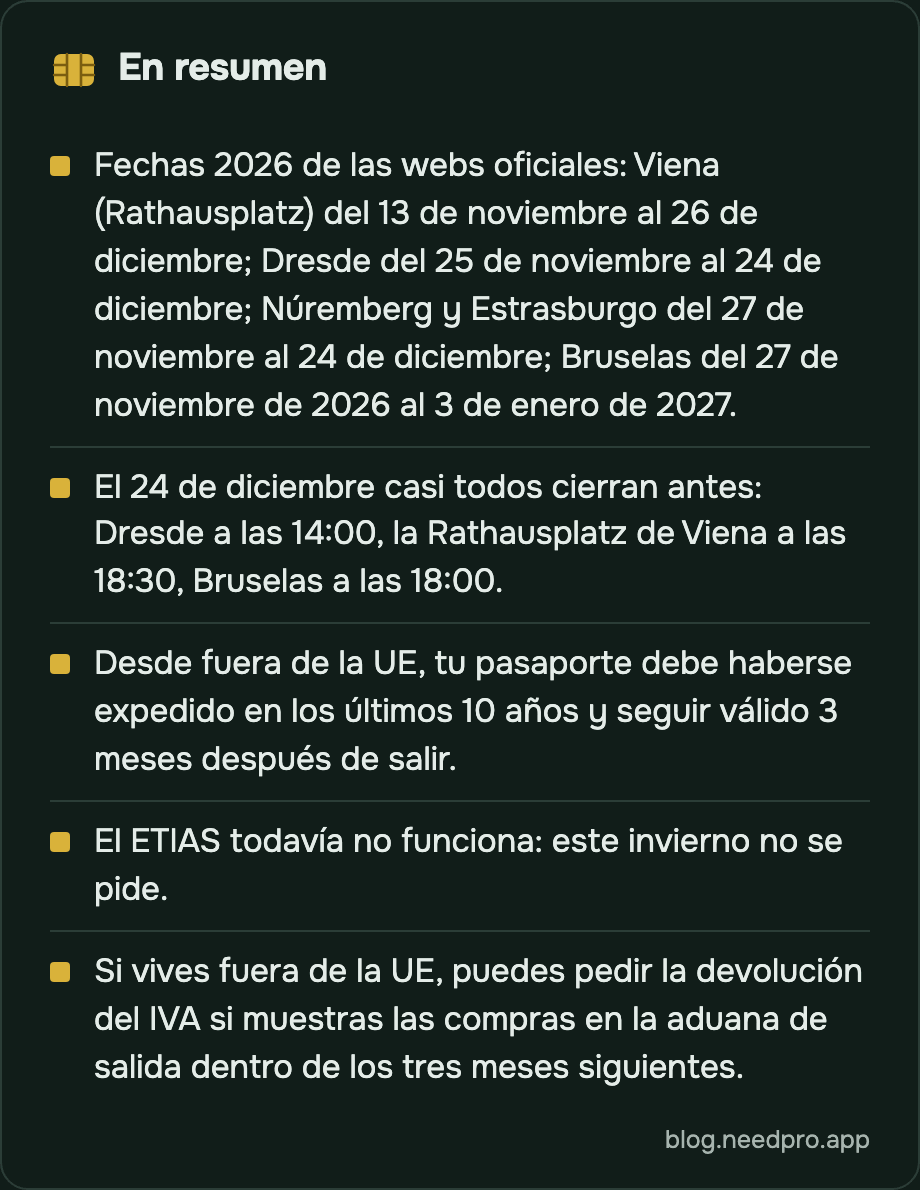 En resumen
Fechas 2026 de las webs oficiales: Viena
(Rathausplatz) del 13 de noviembre al 26 de
diciembre; Dresde del 25 de noviembre al 24 de
diciembre; Núremberg y Estrasburgo del 27 de
noviembre al 24 de diciembre; Bruselas del 27 de
noviembre de 2026 al 3 de enero de 2027.
El 24 de diciembre casi todos cierran antes:
Dresde a las 14:00, la Rathausplatz de Viena a las
18:30, Bruselas a las 18:00.
Desde fuera de la UE, tu pasaporte debe haberse
expedido en los últimos 10 años y seguir válido 3
meses después de salir.
El ETIAS todavía no funciona: este invierno no se
pide.
Si vives fuera de la UE, puedes pedir la devolución
del IVA si muestras las compras en la aduana de
salida dentro de los tres meses siguientes.
blog.needpro.app